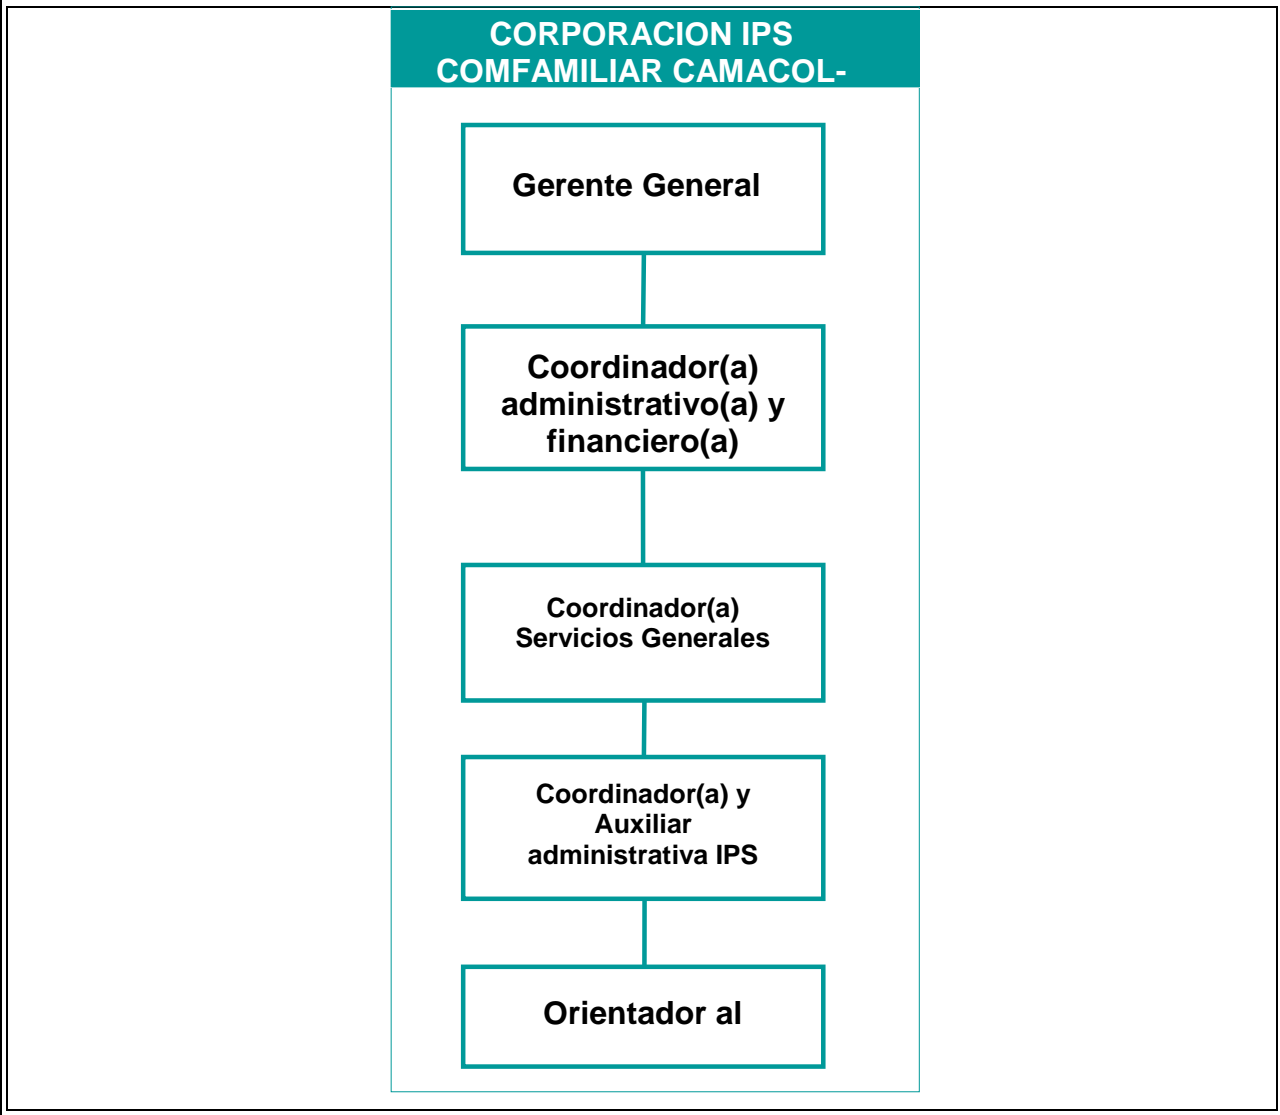 CORPORACION IPS
COMFAMILIAR CAMACOL-
Gerente General
Coordinador(a)
administrativo(a) y
financiero(a)
Coordinador(a)
Servicios Generales
Coordinador(a) y
Auxiliar
administrativa IPS
Orientador al